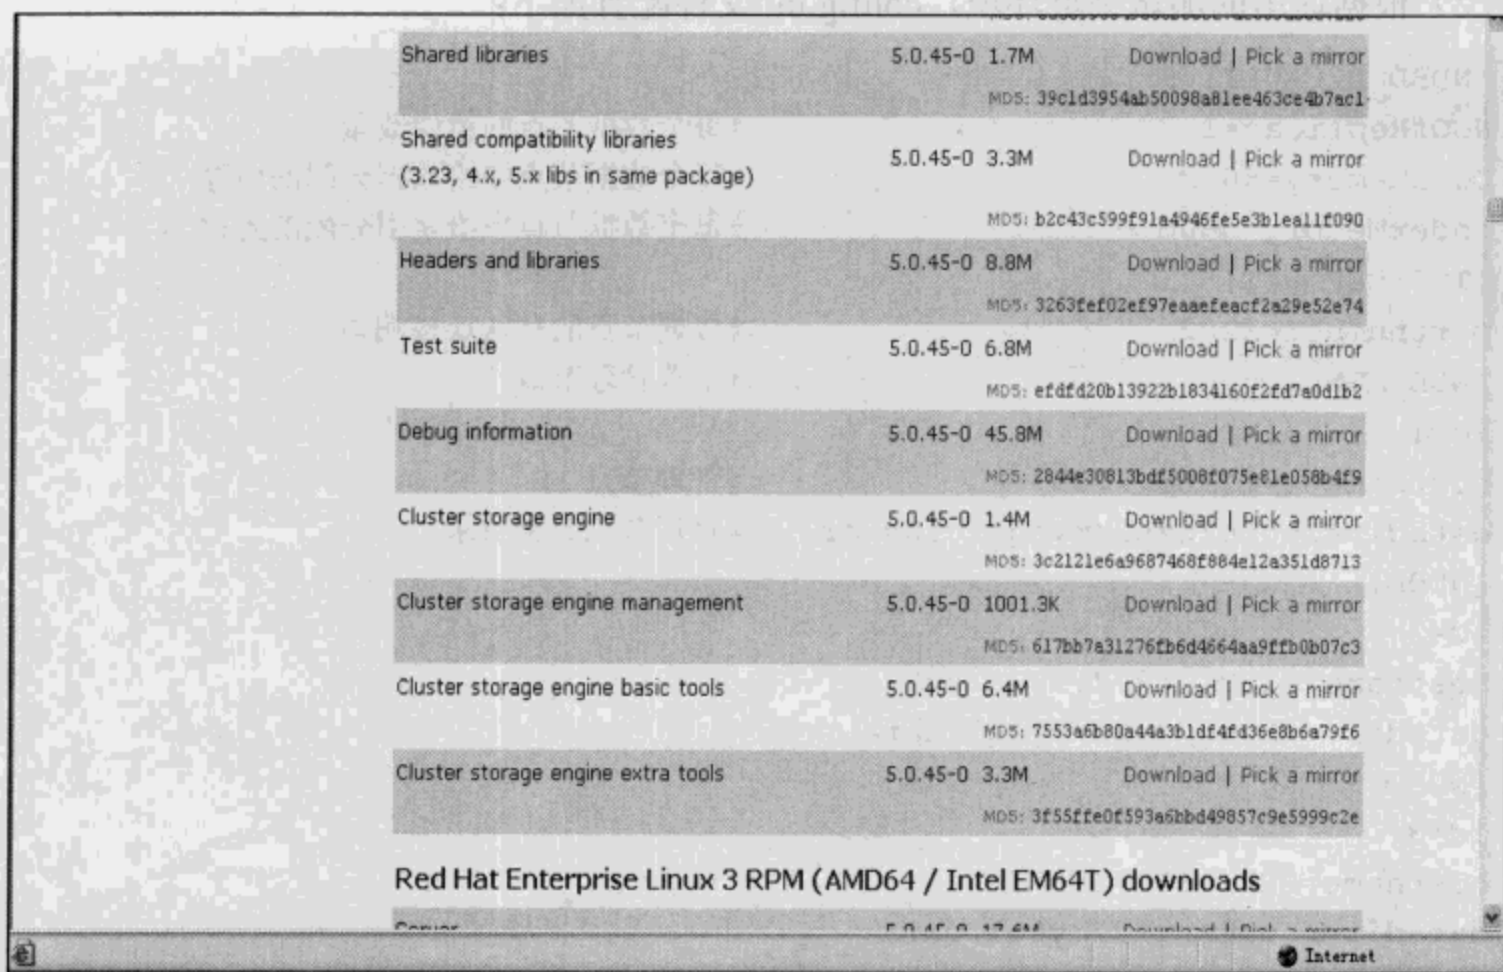 Shared libraries 5.0.45-0 1.7M Download | Pick a mirror
MD5: 39c1d3954ab50098a81ee463ce4b7ac1
Shared compatibility libraries
(3.23, 4.x, 5.x libs in same package) 5.0.45-0 3.3M Download | Pick a mirror
MD5: b2c43c599f91a4946fe5e3b1ea11f090
Headers and libraries 5.0.45-0 8.8M Download | Pick a mirror
MD5: 3263fef02ef97eaaefeacf2a29e52e74
Test suite 5.0.45-0 6.8M Download | Pick a mirror
MD5: efdfd20b13922b1834160f2fd7a0d1b2
Debug information 5.0.45-0 45.8M Download | Pick a mirror
MD5: 2844e30813bdf5008f075e81e058b4f9
Cluster storage engine 5.0.45-0 1.4M Download | Pick a mirror
MD5: 3c2121e6a9687468f884e12a351d8713
Cluster storage engine management 5.0.45-0 1001.3K Download | Pick a mirror
MD5: 617bb7a31276fb6d4664aa9ffb0b07c3
Cluster storage engine basic tools 5.0.45-0 6.4M Download | Pick a mirror
MD5: 7553a6b80a44a3b1df4fd36e8b6a79f6
Cluster storage engine extra tools 5.0.45-0 3.3M Download | Pick a mirror
MD5: 3f55ffe0f593a6bbd49857c9e5999c2e
Red Hat Enterprise Linux 3 RPM (AMD64 / Intel EM64T) downloads
Internet